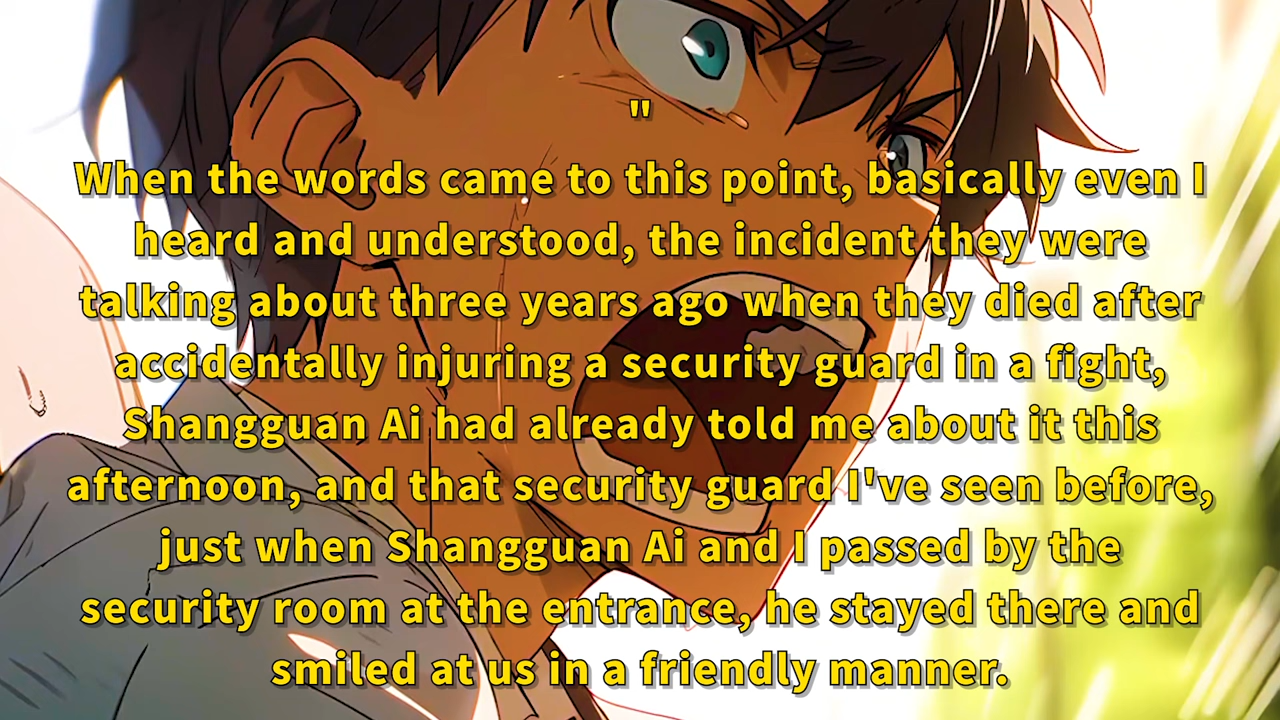 "
When the words came to this point, basically even I
heard and understood, the incident they were
talking about three years ago when they died after
accidentally injuring a security guard in a fight,
Shangguan Ai had already told me about it this
afternoon, and that security guard I've seen before,
just when Shangguan Ai and I passed by the
security room at the entrance, he stayed there and
smiled at us in a friendly manner.